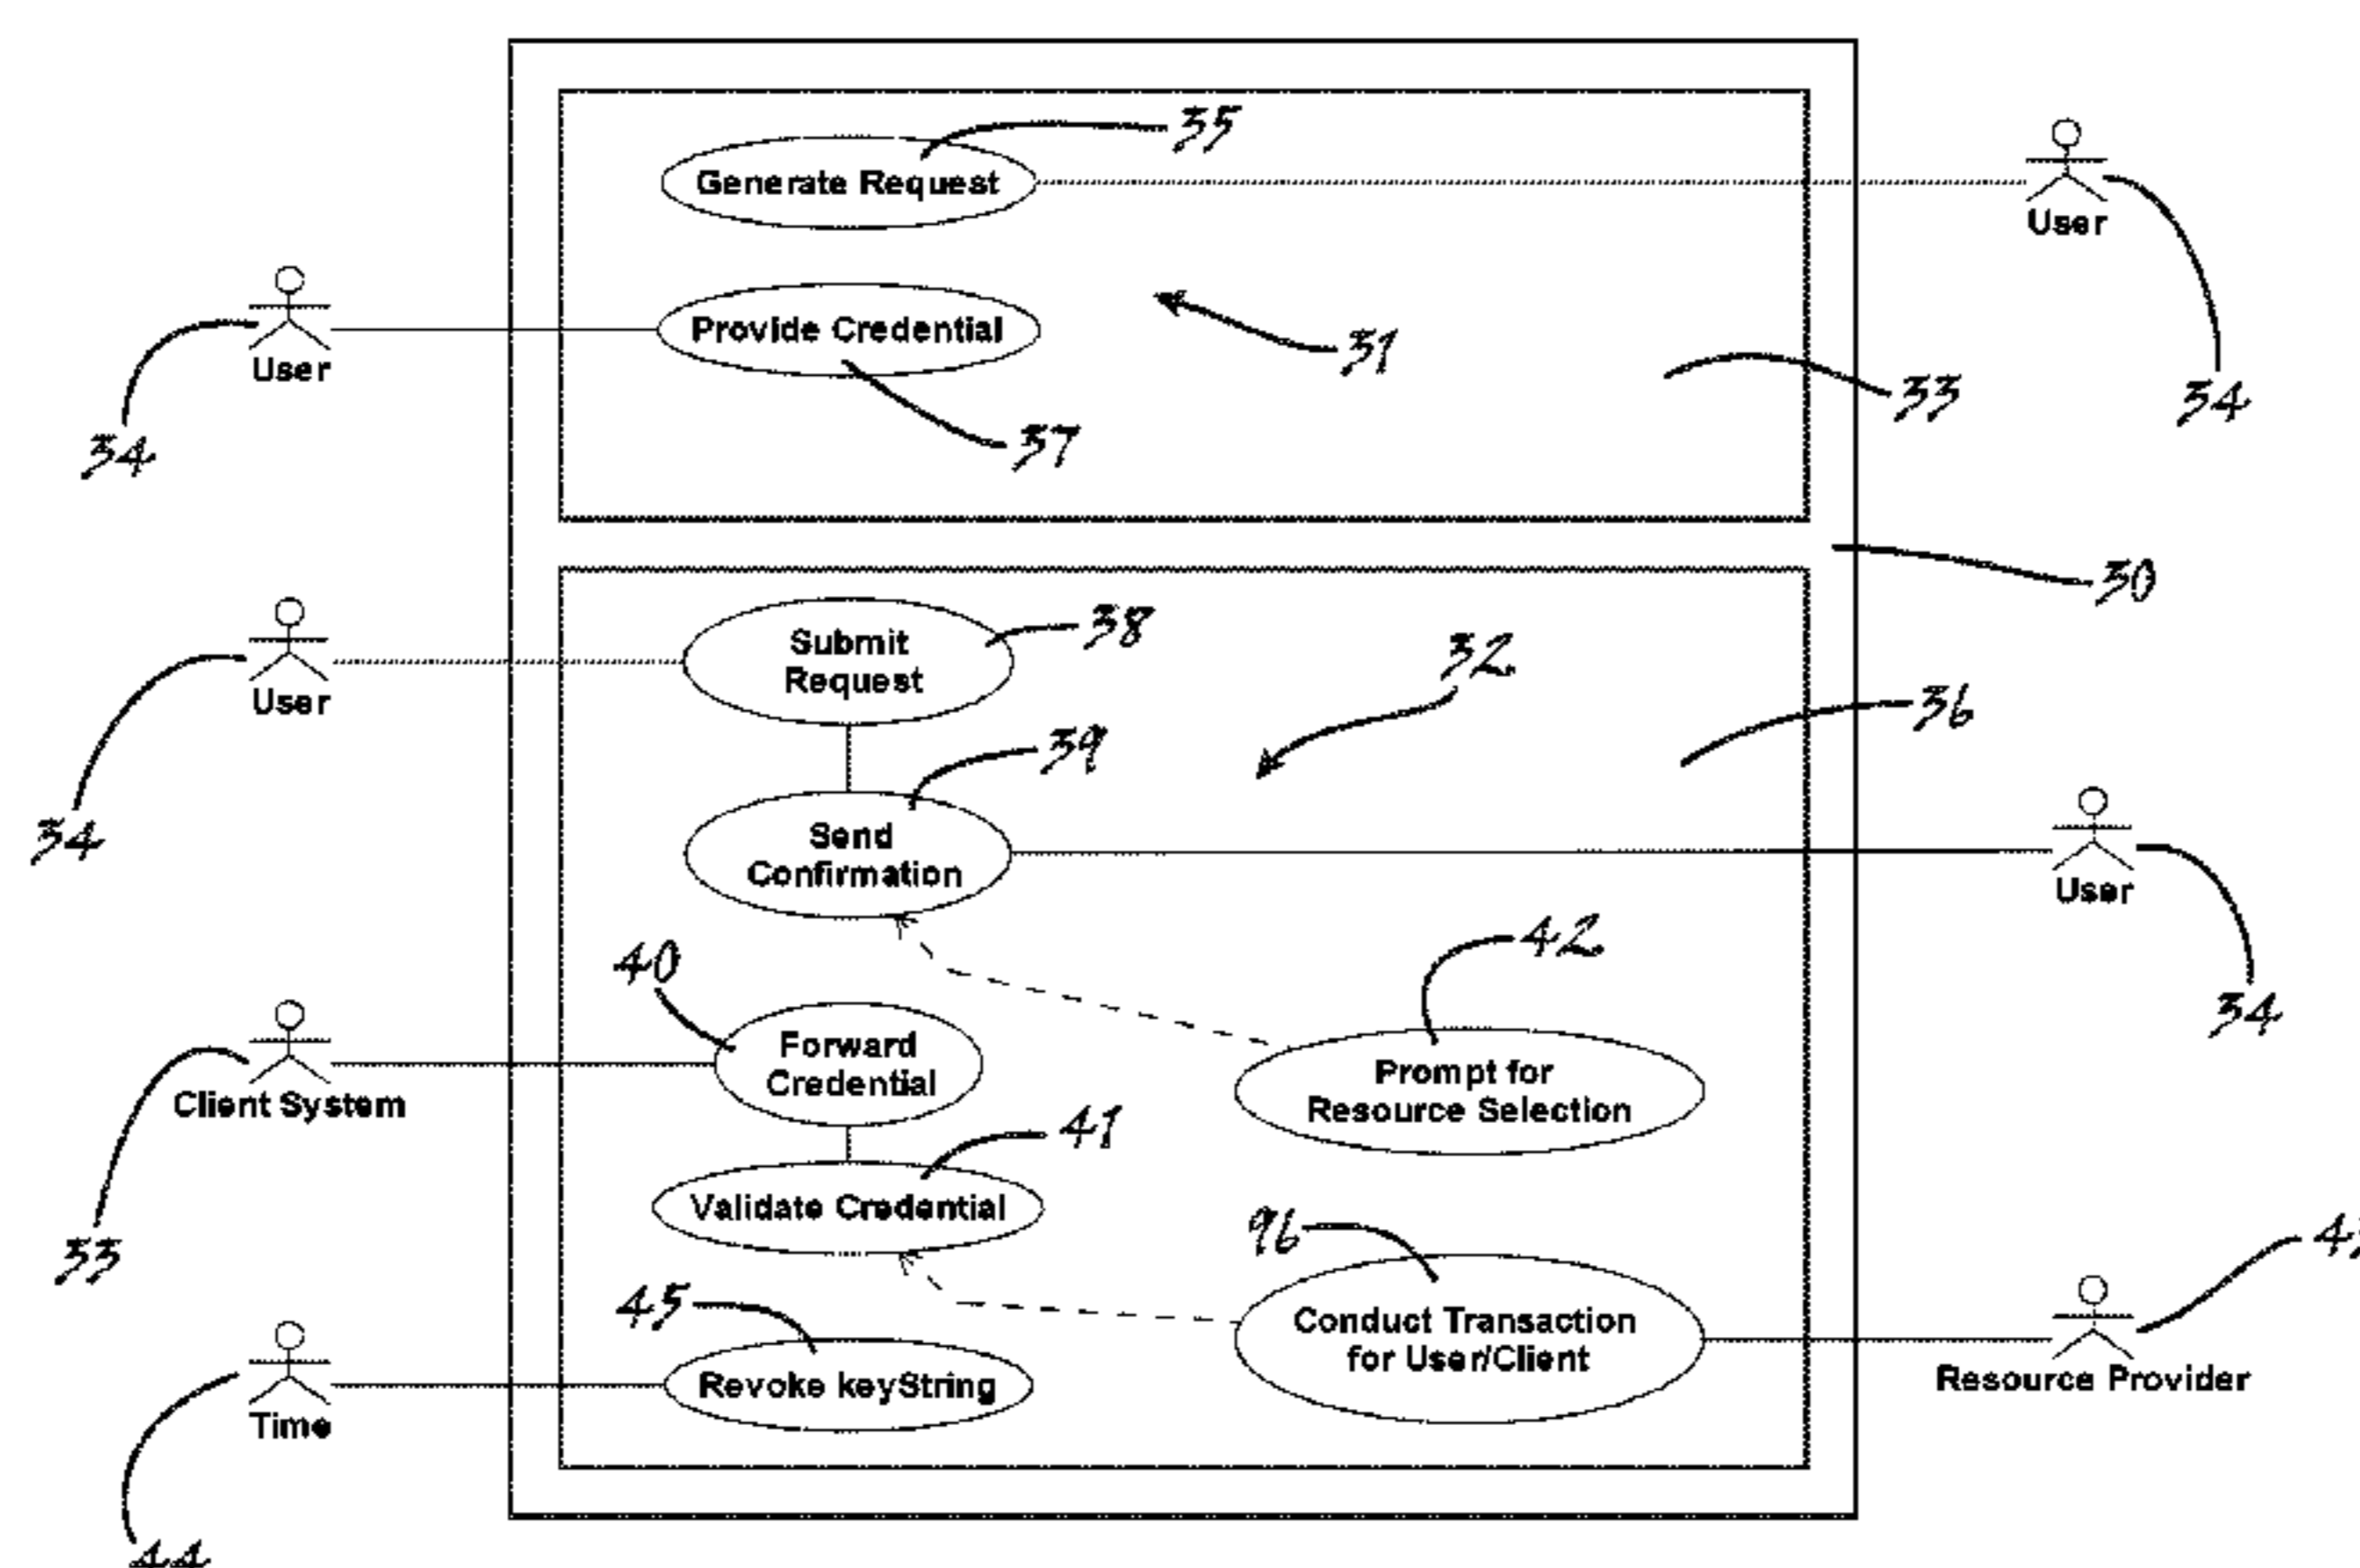 35
Generate Request
User
34
User
34
Provide Credential
37
31
33
30
Submit
Request
38
User
34
32
36
Send
Confirmation
39
User
34
42
40
Forward
Credential
Client System
33
Prompt for
Resource Selection
41
Validate Credential
96
Conduct Transaction
for User/Client
Resource Provider
45
Revoke keyString
Time
44